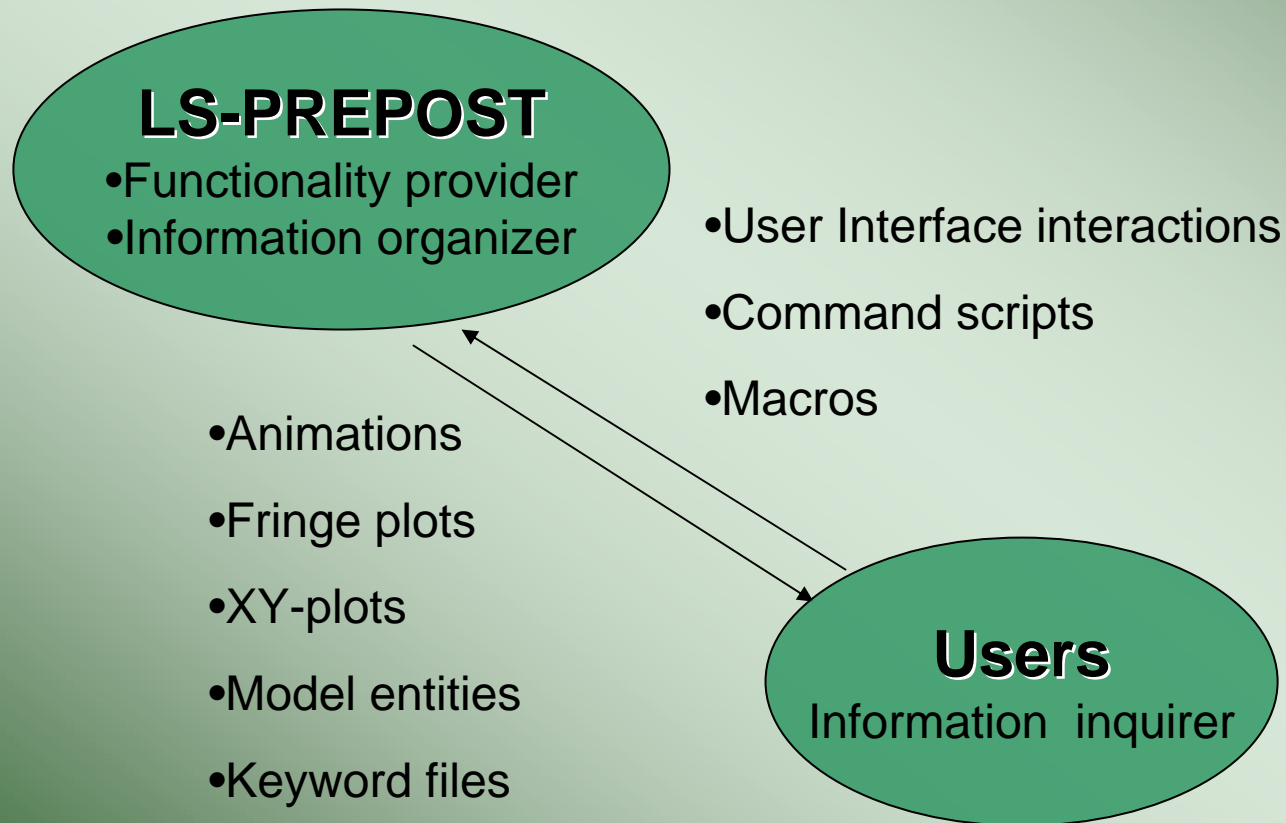 LS-PREPOST
•Functionality provider
•Information organizer
•User Interface interactions
•Command scripts
•Macros
•Animations
•Fringe plots
•XY-plots
•Model entities
•Keyword files
Users
Information inquirer